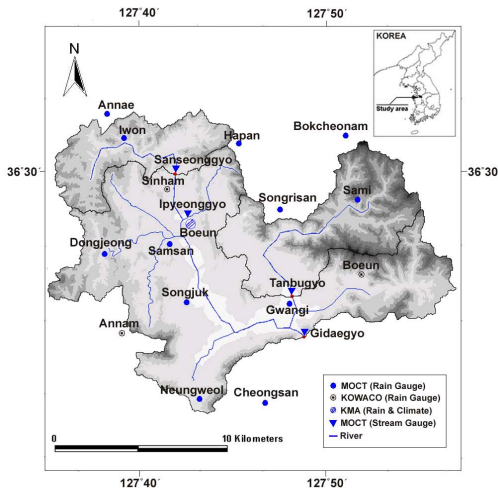 127°40´ 127°50´
KOREA
Study area
N
Annae
Iwon
Hapan
Bokcheonam
36°30´ 36°30´
Sanseonggyo
Sinham
Sami
Songrisan
Ipyeonggyo
Boeun
Dongjeong
Samsan
Boeun
Tanbugyo
Songjuk
Gwangi
Annam
Gidaegyo
Neungweol
Cheongsan
MOCT (Rain Gauge)
KOWACO (Rain Gauge)
KMA (Rain & Climate)
MOCT (Stream Gauge)
River
0 10 Kilometers
127°40´ 127°50´